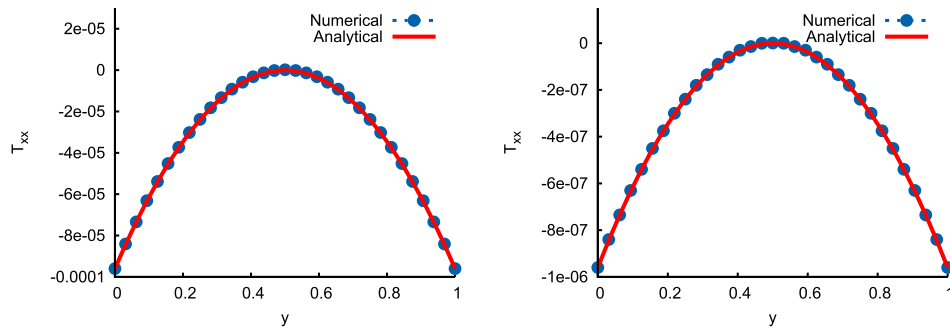 Numerical
Analytical
2e-05
0
-2e-05
-4e-05
-6e-05
-8e-05
-0.0001
T_xx
0 0.2 0.4 0.6 0.8 1
y
Numerical
Analytical
0
-2e-07
-4e-07
-6e-07
-8e-07
-1e-06
T_xx
0 0.2 0.4 0.6 0.8 1
y